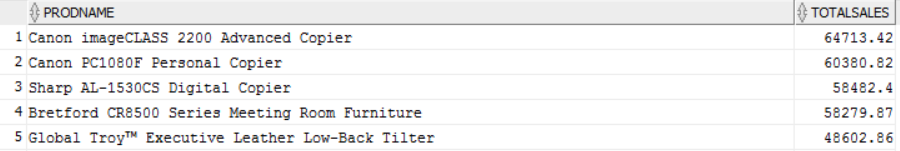 PRODNAME TOTALSALES
1 Canon imageCLASS 2200 Advanced Copier 64713.42
2 Canon PC1080F Personal Copier 60380.82
3 Sharp AL-1530CS Digital Copier 58482.4
4 Bretford CR8500 Series Meeting Room Furniture 58279.87
5 Global Troy™ Executive Leather Low-Back Tilter 48602.86